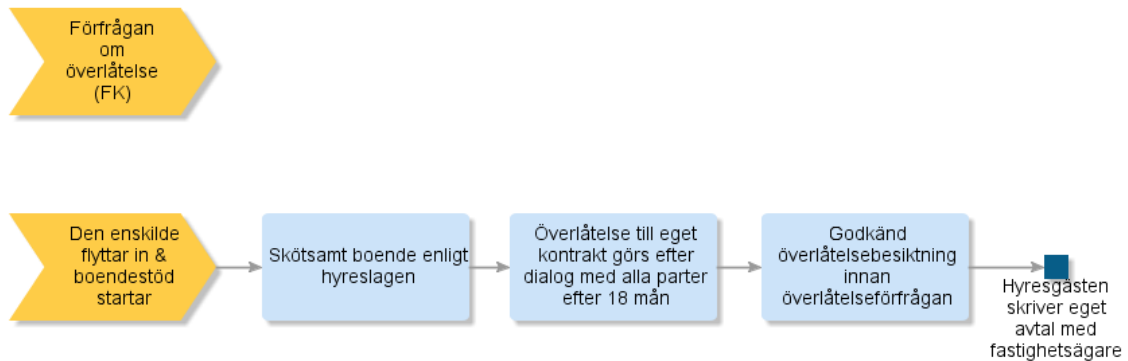 Förfrågan
om
överlåtelse
(FK)
Den enskilde
flyttar in &
boendestöd
startar
Skötsamt boende enligt
hyreslagen
Överlåtelse till eget
kontrakt görs efter
dialog med alla parter
efter 18 mån
Godkänd
överlåtelsebesiktning
innan
överlåtelseförfrågan
Hyresgästen
skriver eget
avtal med
fastighetsägare